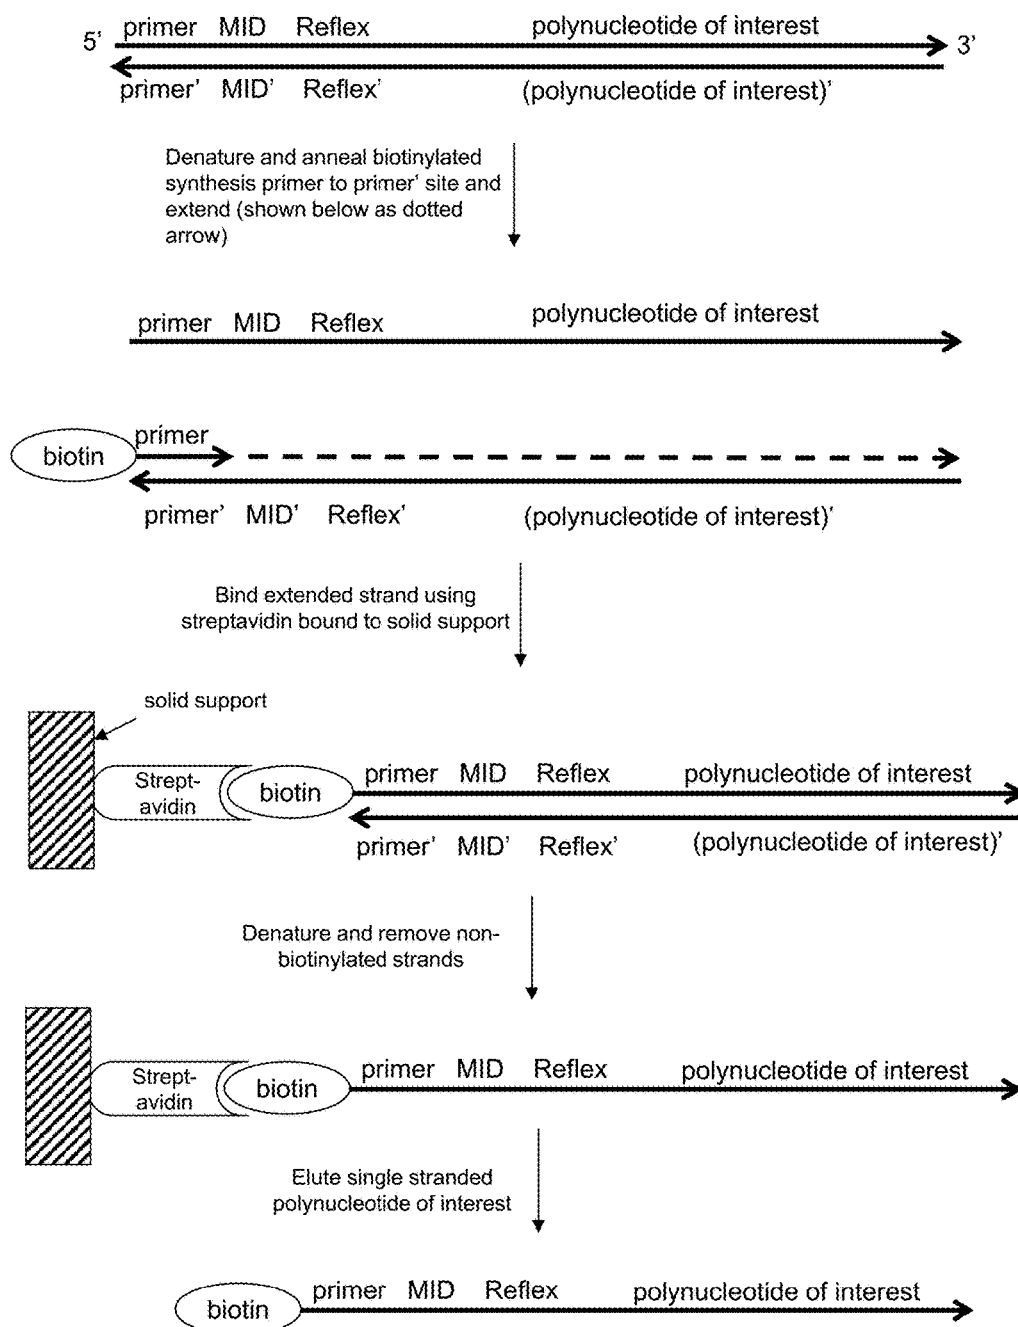 primer MID Reflex polynucleotide of interest
5’ 3’
primer’ MID’ Reflex’ (polynucleotide of interest)’
Denature and anneal biotinylated
synthesis primer to primer’ site and
extend (shown below as dotted
arrow)
primer MID Reflex polynucleotide of interest
primer
biotin
primer’ MID’ Reflex’ (polynucleotide of interest)’
Bind extended strand using
streptavidin bound to solid support
solid support
primer MID Reflex polynucleotide of interest
Strept-
avidin
biotin
primer’ MID’ Reflex’ (polynucleotide of interest)’
Denature and remove non-
biotinylated strands
primer MID Reflex polynucleotide of interest
Strept-
avidin
biotin
Elute single stranded
polynucleotide of interest
primer MID Reflex polynucleotide of interest
biotin